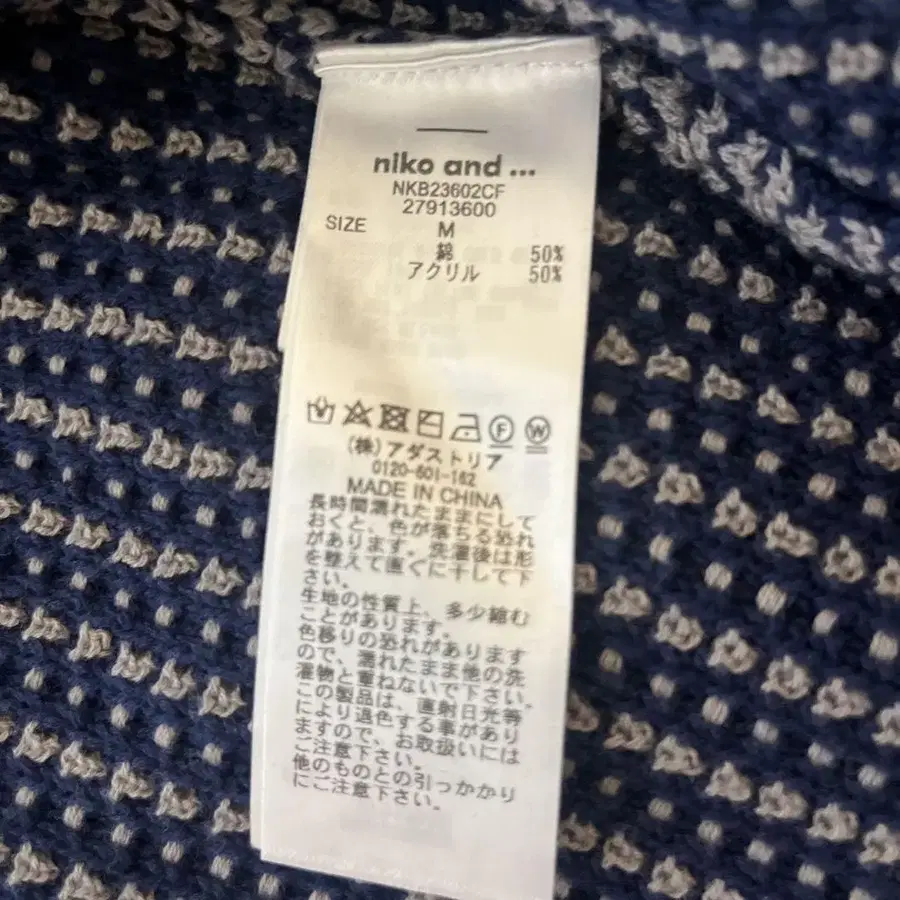 niko and ...
NKB23602CF
27913600
SIZE M
綿 50%
アクリル 50%
F W
(株)アダストリア
0120-601-162
MADE IN CHINA
長時間濡れたままにして
おくと、色が落ちる恐れ
があります。洗濯後は形
を整えて直ぐに干して下
さい。
生地の性質上、多少縮む
ことがあります。
色移りの恐れがあります
ので、濡れたまま他の洗
濯物と重ねないで下さい。
この製品は、直射日光等
により退色する事があり
ますので、お取扱いには
ご注意下さい。
他のものとの引っかかり
にご注意下さい。